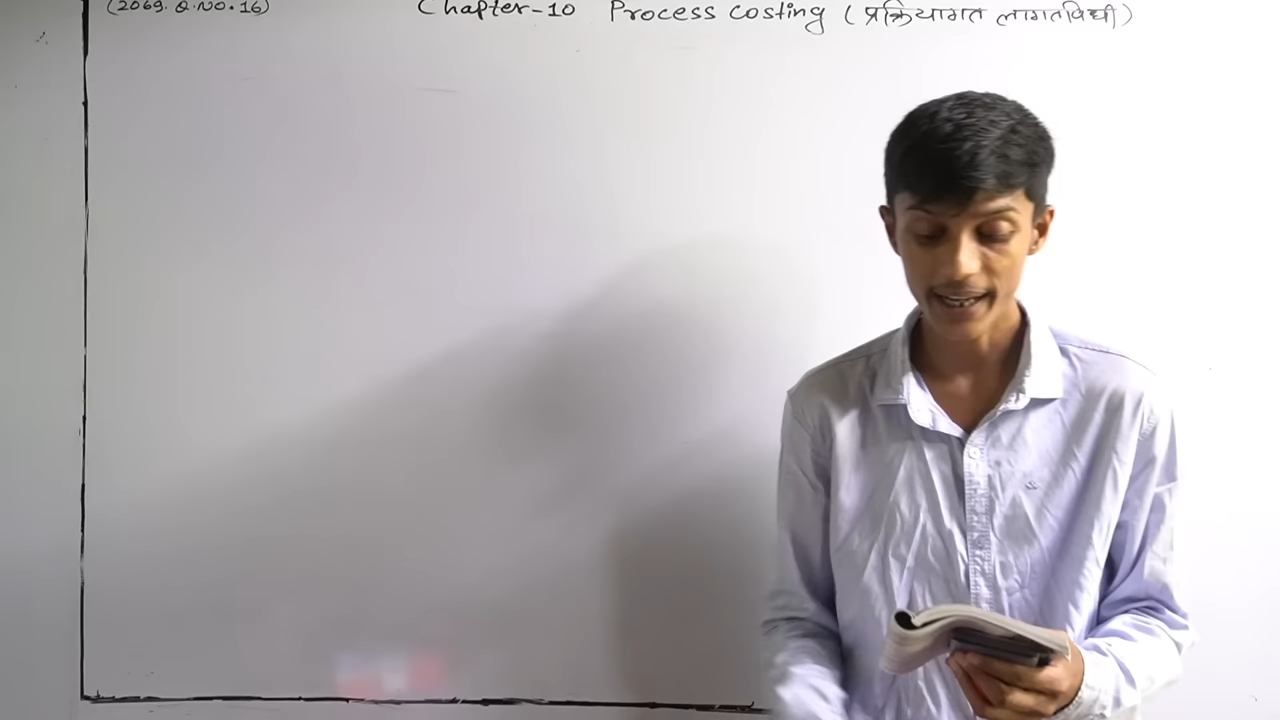 (2069. Q.NO.16) Chapter-10 Process Costing (प्रक्रियागत लागतविधी)